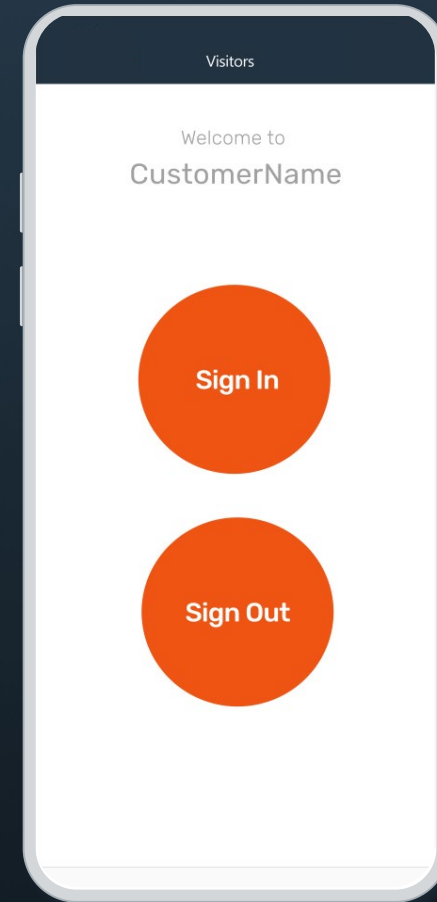 Visitors
Welcome to
CustomerName
Sign In
Sign Out